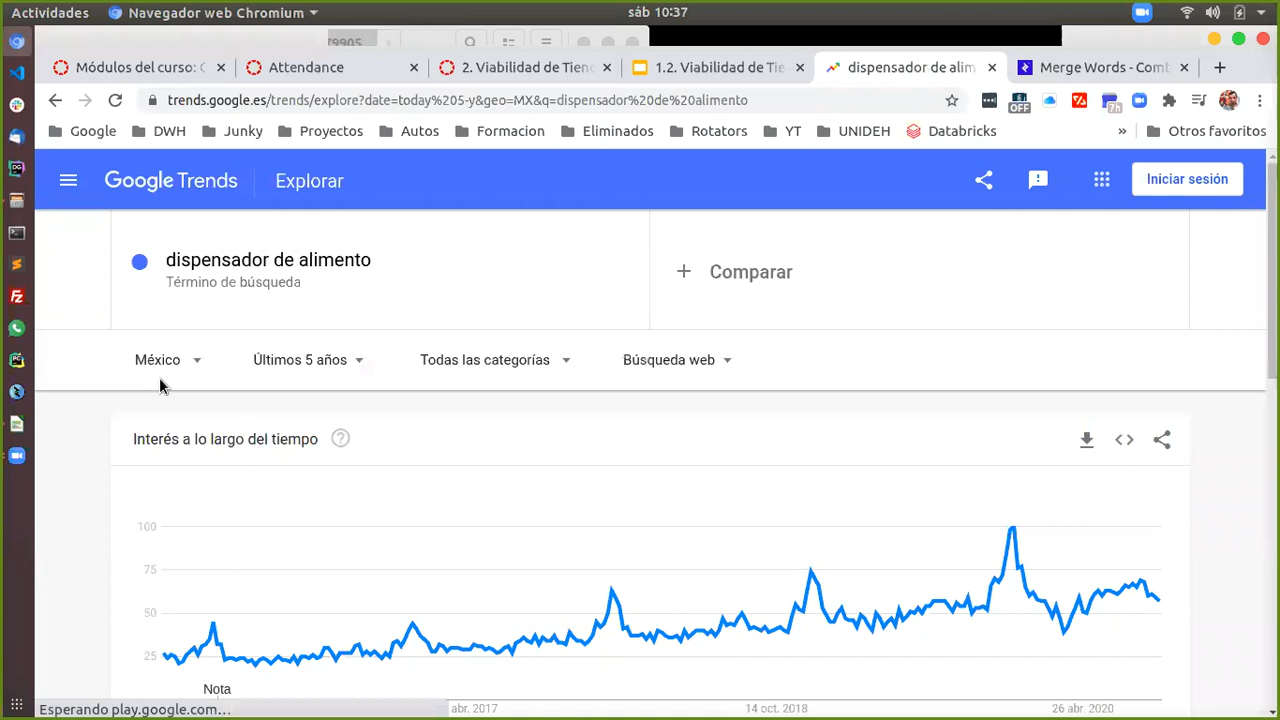 Actividades Navegador web Chromium sáb 10:37
79905
Módulos del curso: Attendance 2. Viabilidad de Tien 1.2. Viabilidad de Tie dispensador de alim Merge Words - Comb
trends.google.es/trends/explore?date=today%205-y&geo=MX&q=dispensador%20de%20alimento
OFF
7h
Google DWH Junky Proyectos Autos Formacion Eliminados Rotators YT UNIDEH Databricks » Otros favoritos
Google Trends Explorar Iniciar sesión
dispensador de alimento
Término de búsqueda
+ Comparar
México Últimos 5 años Todas las categorías Búsqueda web
Interés a lo largo del tiempo
100
75
50
25
Nota
Esperando play.google.com… abr. 2017 14 oct. 2018 26 abr. 2020